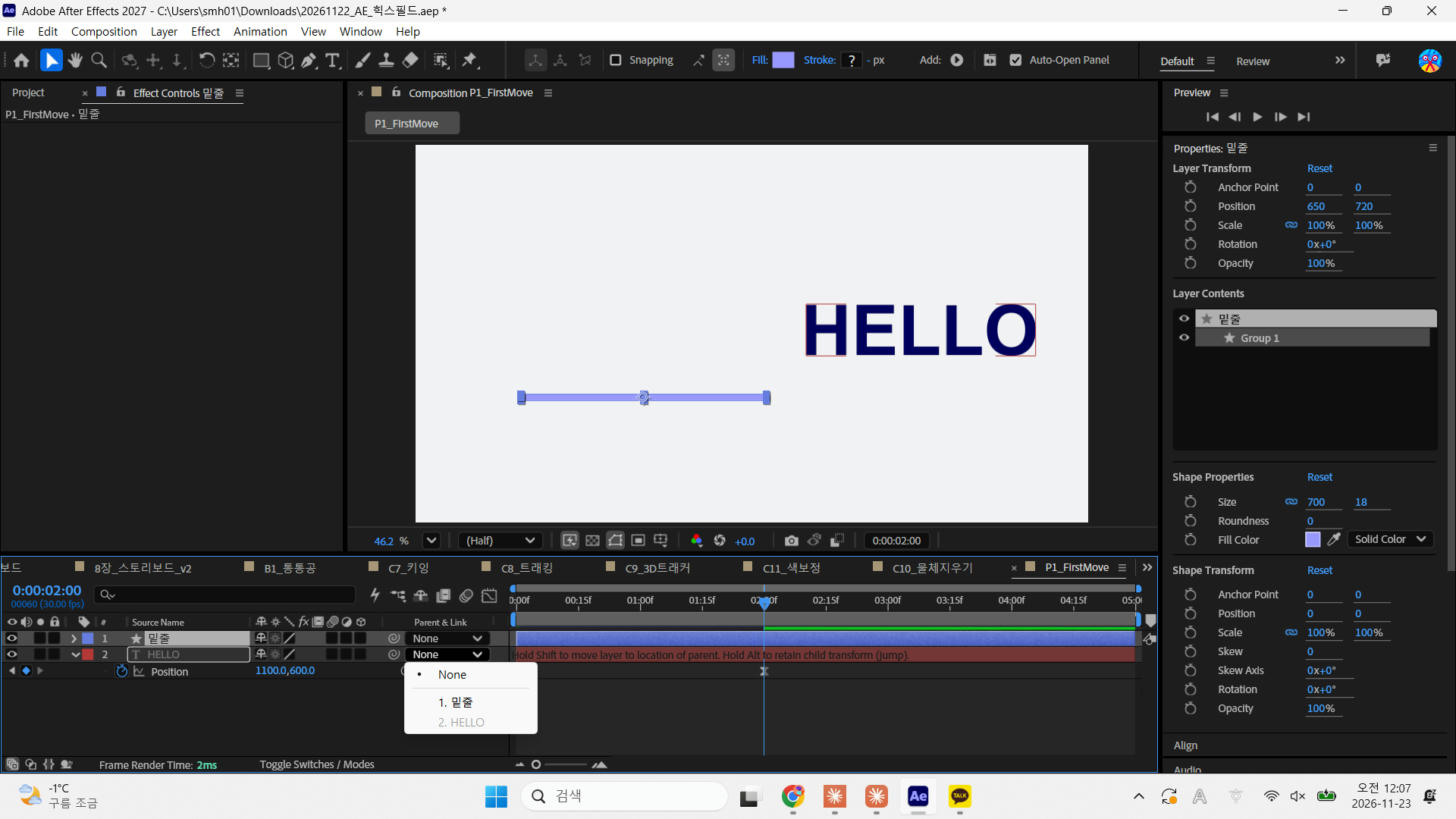 Adobe After Effects 2027 - C:\Users\smh01\Downloads\20261122_AE_힉스필드.aep *
File Edit Composition Layer Effect Animation View Window Help
Snapping Fill: Stroke: ? - px Add: Auto-Open Panel Default Review
Project × Effect Controls 밑줄
P1_FirstMove • 밑줄
× Composition P1_FirstMove
P1_FirstMove
HELLO
46.2 % (Half) +0.0 0:00:02:00
Preview
Properties: 밑줄
Layer Transform Reset
Anchor Point 0 0
Position 650 720
Scale 100% 100%
Rotation 0x+0°
Opacity 100%
Layer Contents
밑줄
Group 1
Shape Properties Reset
Size 700 18
Roundness 0
Fill Color Solid Color
Shape Transform Reset
Anchor Point 0 0
Position 0 0
Scale 100% 100%
Skew 0
Skew Axis 0x+0°
Rotation 0x+0°
Opacity 100%
Align
Audio
보드 8장_스토리보드_v2 B1_통통공 C7_키잉 C8_트래킹 C9_3D트래커 C11_색보정 C10_물체지우기 × P1_FirstMove
0:00:02:00
00060 (30.00 fps)
:00f 00:15f 01:00f 01:15f 02:00f 02:15f 03:00f 03:15f 04:00f 04:15f 05:0
# Source Name fx Parent & Link
1 밑줄 None
2 T HELLO None
Hold Shift to move layer to location of parent. Hold Alt to retain child transform (jump).
Position 1100.0,600.0
• None
1. 밑줄
2. HELLO
Frame Render Time: 2ms Toggle Switches / Modes
-1°C
구름 조금
검색
Ae
TALK
A
오전 12:07
2026-11-23